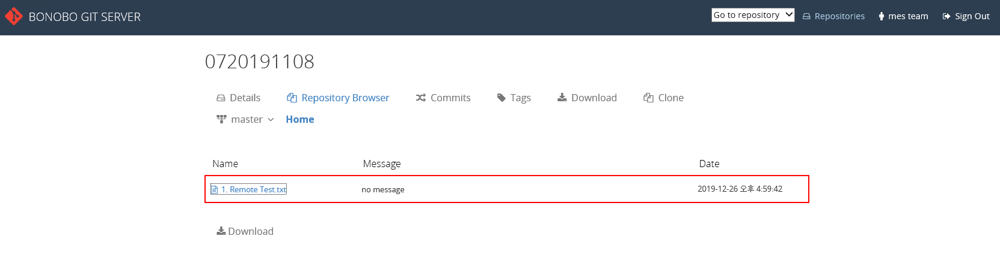 BONOBO GIT SERVER
Go to repository
Repositories
mes team
Sign Out
0720191108
Details
Repository Browser
Commits
Tags
Download
Clone
master
Home
Name
Message
Date
1. Remote Test.txt
no message
2019-12-26 오후 4:59:42
Download